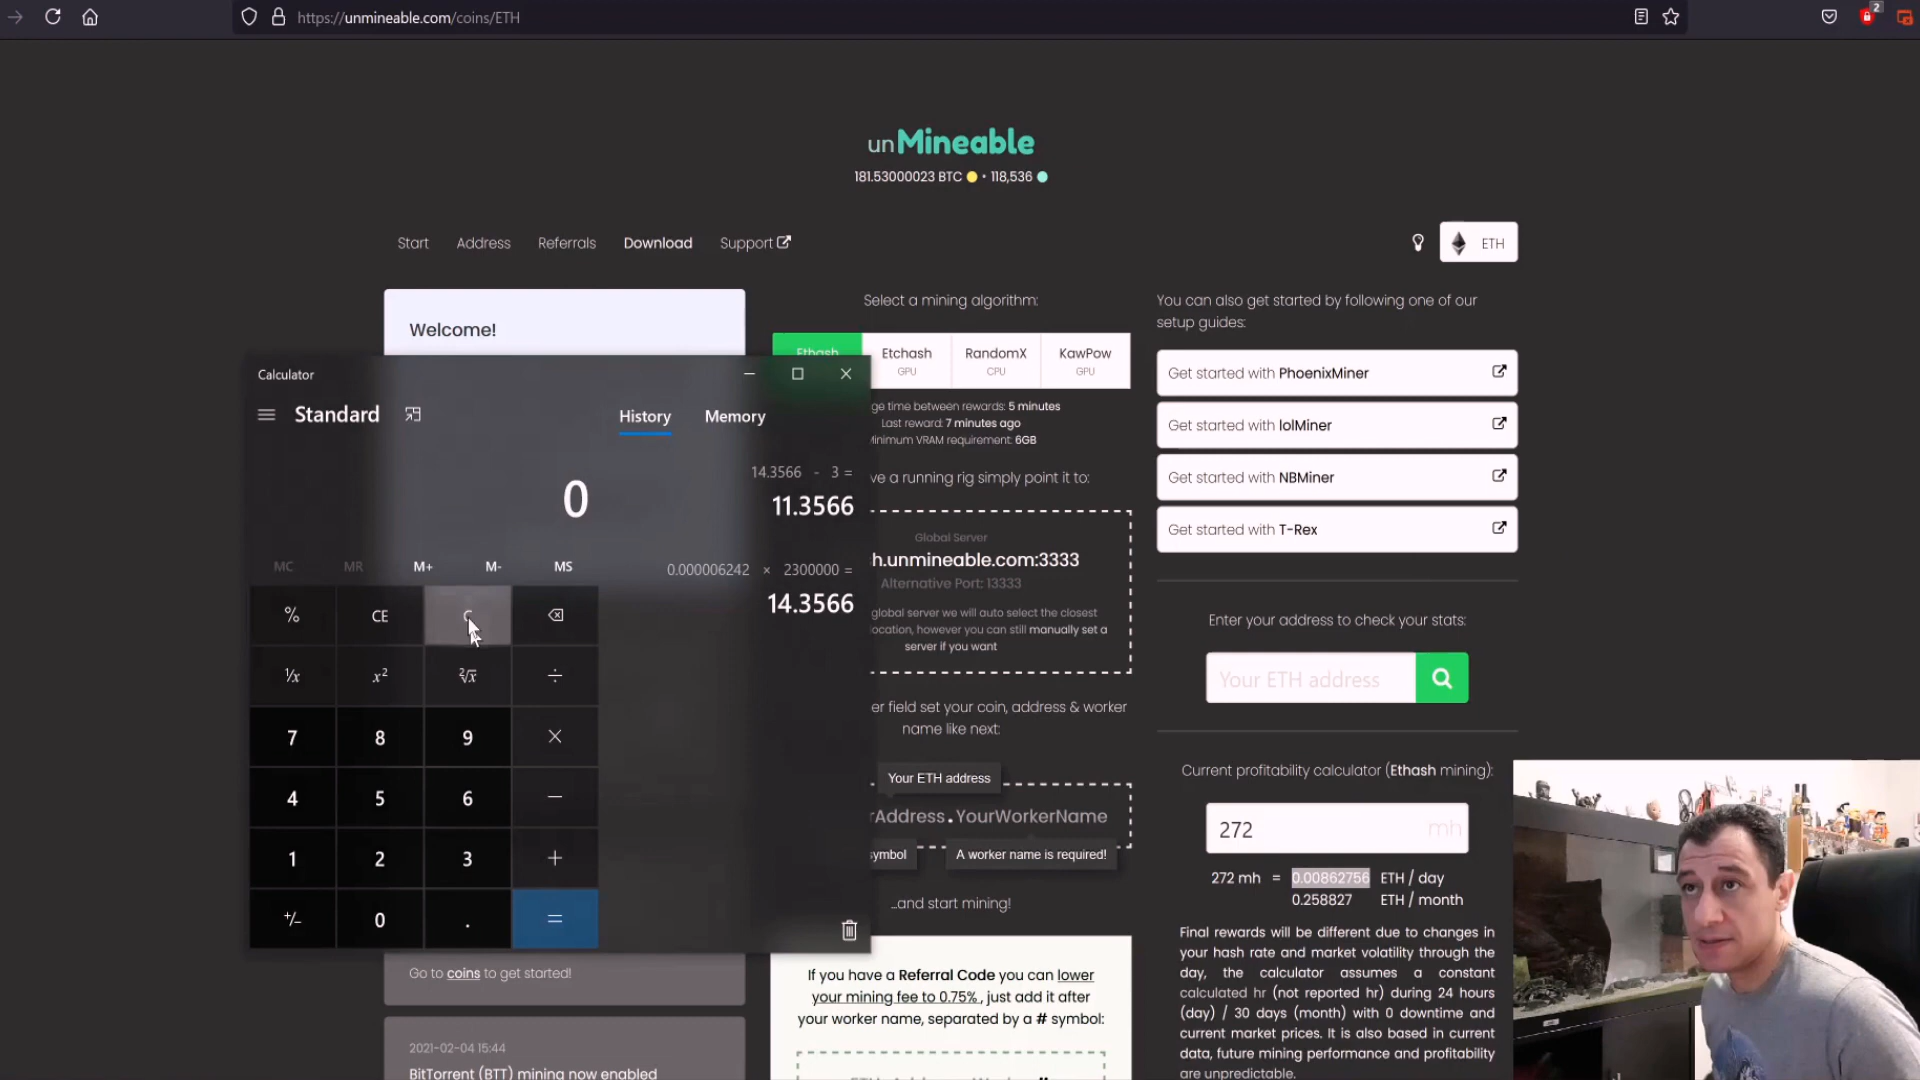 https://unmineable.com/coins/ETH
2
unMineable
181.53000023 BTC • 118,536
Start
Address
Referrals
Download
Support
ETH
Welcome!
Select a mining algorithm:
Ethash
Etchash
GPU
RandomX
CPU
KawPow
GPU
ge time between rewards: 5 minutes
Last reward: 7 minutes ago
Minimum VRAM requirement: 6GB
ve a running rig simply point it to:
Global Server
h.unmineable.com:3333
Alternative Port: 13333
global server we will auto select the closest
location, however you can still manually set a
server if you want
er field set your coin, address & worker
name like next:
Your ETH address
rAddress.YourWorkerName
symbol
A worker name is required!
...and start mining!
If you have a Referral Code you can lower
your mining fee to 0.75% , just add it after
your worker name, separated by a # symbol:
You can also get started by following one of our
setup guides:
Get started with PhoenixMiner
Get started with lolMiner
Get started with NBMiner
Get started with T-Rex
Enter your address to check your stats:
Your ETH address
Current profitability calculator (Ethash mining):
272
mh
272 mh = 0.00862756 ETH / day
0.258827 ETH / month
Final rewards will be different due to changes in
your hash rate and market volatility through the
day, the calculator assumes a constant
calculated hr (not reported hr) during 24 hours
(day) / 30 days (month) with 0 downtime and
current market prices. It is also based in current
data, future mining performance and profitability
are unpredictable.
Calculator
Standard
History
Memory
0
14.3566 - 3 =
11.3566
0.000006242 × 2300000 =
14.3566
MC
MR
M+
M-
MS
% CE C
⅟x x² ²√x ÷
7 8 9 ×
4 5 6 −
1 2 3 +
+/− 0 . =
Go to coins to get started!
2021-02-04 15:44
BitTorrent (BTT) mining now enabled